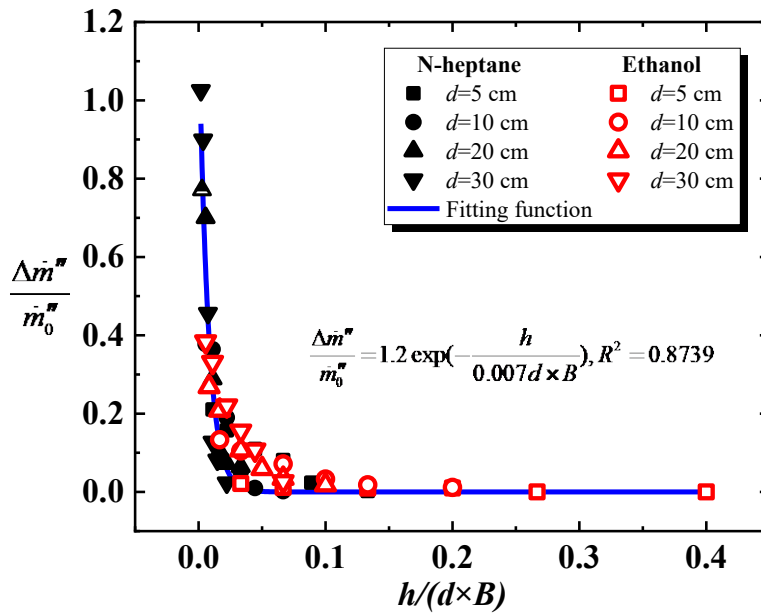 1.2
1.0
0.8
0.6
0.4
0.2
0.0
Δṁ‴
ṁ₀‴
N-heptane Ethanol
d=5 cm d=5 cm
d=10 cm d=10 cm
d=20 cm d=20 cm
d=30 cm d=30 cm
Fitting function
Δṁ‴/ṁ₀‴ = 1.2 exp(−h/(0.007d × B)), R² = 0.8739
0.0 0.1 0.2 0.3 0.4
h/(d×B)